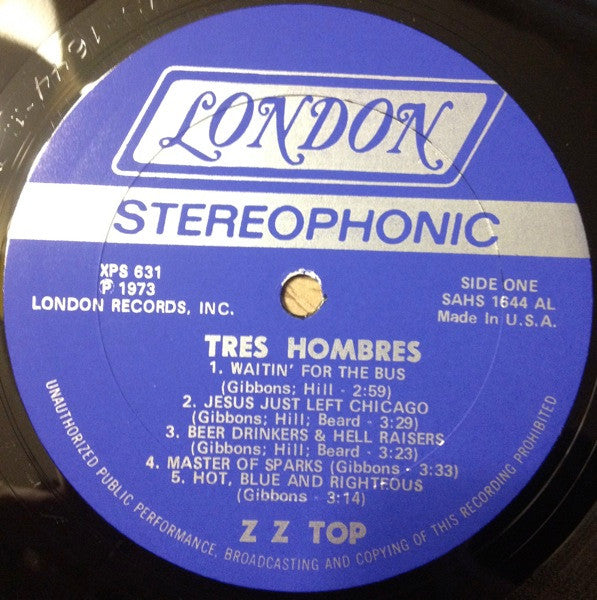 LONDON
STEREOPHONIC
XPS 631
℗ 1973
LONDON RECORDS, INC.
SIDE ONE
SAHS 1644 AL
Made In U.S.A.
TRES HOMBRES
1. WAITIN' FOR THE BUS
(Gibbons; Hill - 2:59)
2. JESUS JUST LEFT CHICAGO
(Gibbons; Hill; Beard - 3:29)
3. BEER DRINKERS & HELL RAISERS
(Gibbons; Hill; Beard - 3:23)
4. MASTER OF SPARKS (Gibbons - 3:33)
5. HOT, BLUE AND RIGHTEOUS
(Gibbons - 3:14)
Z Z TOP
UNAUTHORIZED PUBLIC PERFORMANCE, BROADCASTING AND COPYING OF THIS RECORDING PROHIBITED